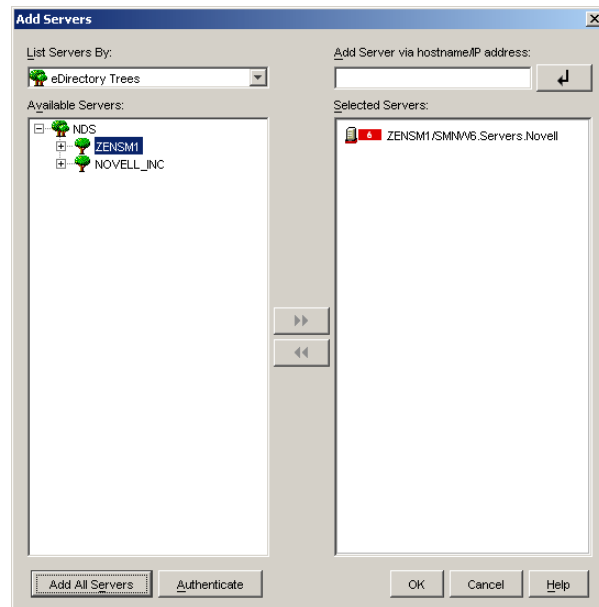 Add Servers
List Servers By:
eDirectory Trees
Available Servers:
NDS
ZENSM1
NOVELL_INC
Add Server via hostname/IP address:
Selected Servers:
6 ZENSM1/SMNW6.Servers.Novell
Add All Servers
Authenticate
OK
Cancel
Help